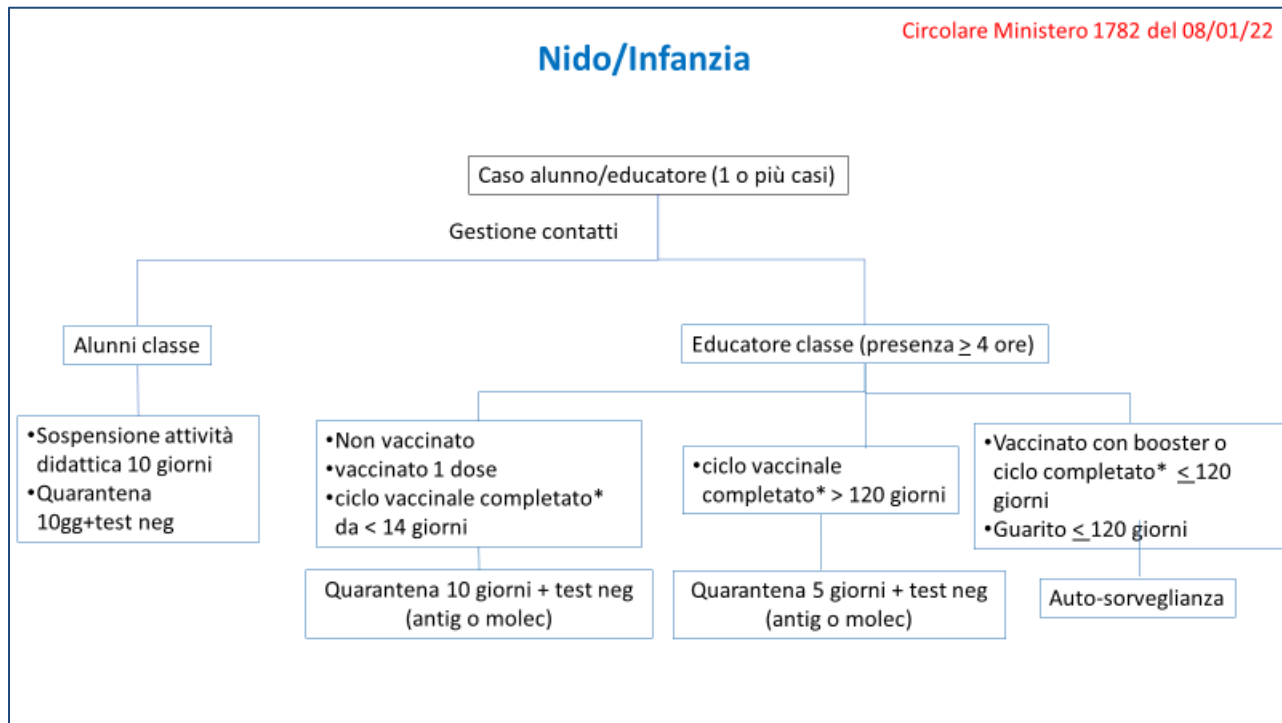 Circolare Ministero 1782 del 08/01/22
Nido/Infanzia
Caso alunno/educatore (1 o più casi)
Gestione contatti
Alunni classe
Educatore classe (presenza > 4 ore)
•Sospensione attività
didattica 10 giorni
•Quarantena
10gg+test neg
•Non vaccinato
•vaccinato 1 dose
•ciclo vaccinale completato*
da < 14 giorni
•ciclo vaccinale
completato* > 120 giorni
•Vaccinato con booster o
ciclo completato* < 120
giorni
•Guarito < 120 giorni
Quarantena 10 giorni + test neg
(antig o molec)
Quarantena 5 giorni + test neg
(antig o molec)
Auto-sorveglianza